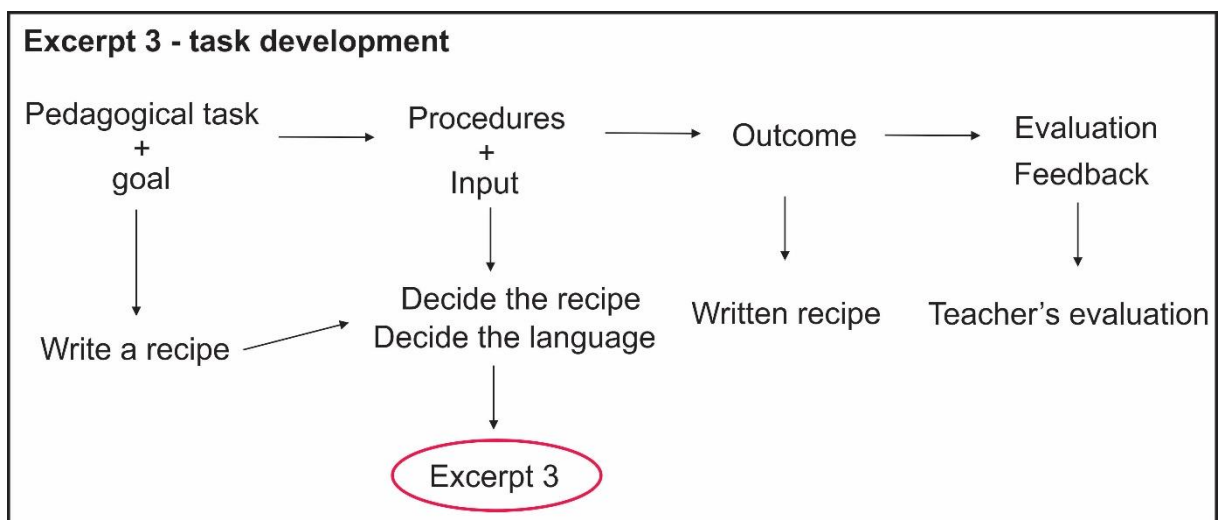 Excerpt 3 - task development
Pedagogical task
+
goal
Procedures
+
Input
Outcome
Evaluation
Feedback
Write a recipe
Decide the recipe
Decide the language
Written recipe
Teacher's evaluation
Excerpt 3